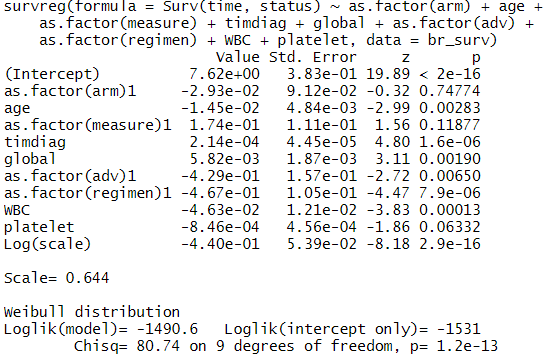 survreg(formula = Surv(time, status) ~ as.factor(arm) + age +
    as.factor(measure) + timdiag + global + as.factor(adv) +
    as.factor(regimen) + WBC + platelet, data = br_surv)
                      Value Std. Error     z       p
(Intercept)        7.62e+00   3.83e-01 19.89 < 2e-16
as.factor(arm)1   -2.93e-02   9.12e-02 -0.32 0.74774
age               -1.45e-02   4.84e-03 -2.99 0.00283
as.factor(measure)1 1.74e-01   1.11e-01  1.56 0.11877
timdiag            2.14e-04   4.45e-05  4.80 1.6e-06
global             5.82e-03   1.87e-03  3.11 0.00190
as.factor(adv)1   -4.29e-01   1.57e-01 -2.72 0.00650
as.factor(regimen)1 -4.67e-01   1.05e-01 -4.47 7.9e-06
WBC               -4.63e-02   1.21e-02 -3.83 0.00013
platelet          -8.46e-04   4.56e-04 -1.86 0.06332
Log(scale)        -4.40e-01   5.39e-02 -8.18 2.9e-16
Scale= 0.644
Weibull distribution
Loglik(model)= -1490.6   Loglik(intercept only)= -1531
        Chisq= 80.74 on 9 degrees of freedom, p= 1.2e-13